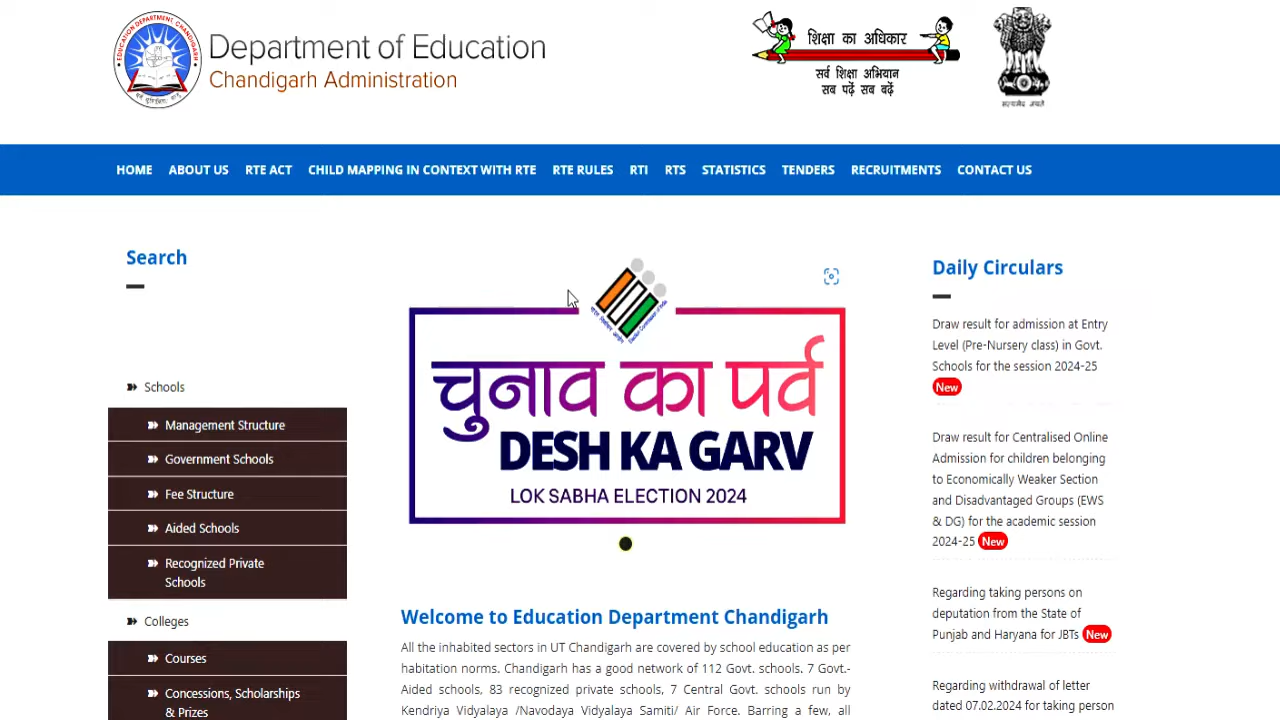 Department of Education
Chandigarh Administration
शिक्षा का अधिकार
सर्व शिक्षा अभियान
सब पढ़ें सब बढ़ें
सत्यमेव जयते
HOME ABOUT US RTE ACT CHILD MAPPING IN CONTEXT WITH RTE RTE RULES RTI RTS STATISTICS TENDERS RECRUITMENTS CONTACT US
Search
Schools
Management Structure
Government Schools
Fee Structure
Aided Schools
Recognized Private
Schools
Colleges
Courses
Concessions, Scholarships
& Prizes
चुनाव का पर्व
DESH KA GARV
LOK SABHA ELECTION 2024
Welcome to Education Department Chandigarh
All the inhabited sectors in UT Chandigarh are covered by school education as per
habitation norms. Chandigarh has a good network of 112 Govt. schools. 7 Govt.-
Aided schools, 83 recognized private schools, 7 Central Govt. schools run by
Kendriya Vidyalaya /Navodaya Vidyalaya Samiti/ Air Force. Barring a few, all
Daily Circulars
Draw result for admission at Entry
Level (Pre-Nursery class) in Govt.
Schools for the session 2024-25
New
Draw result for Centralised Online
Admission for children belonging
to Economically Weaker Section
and Disadvantaged Groups (EWS
& DG) for the academic session
2024-25 New
Regarding taking persons on
deputation from the State of
Punjab and Haryana for JBTs New
Regarding withdrawal of letter
dated 07.02.2024 for taking person